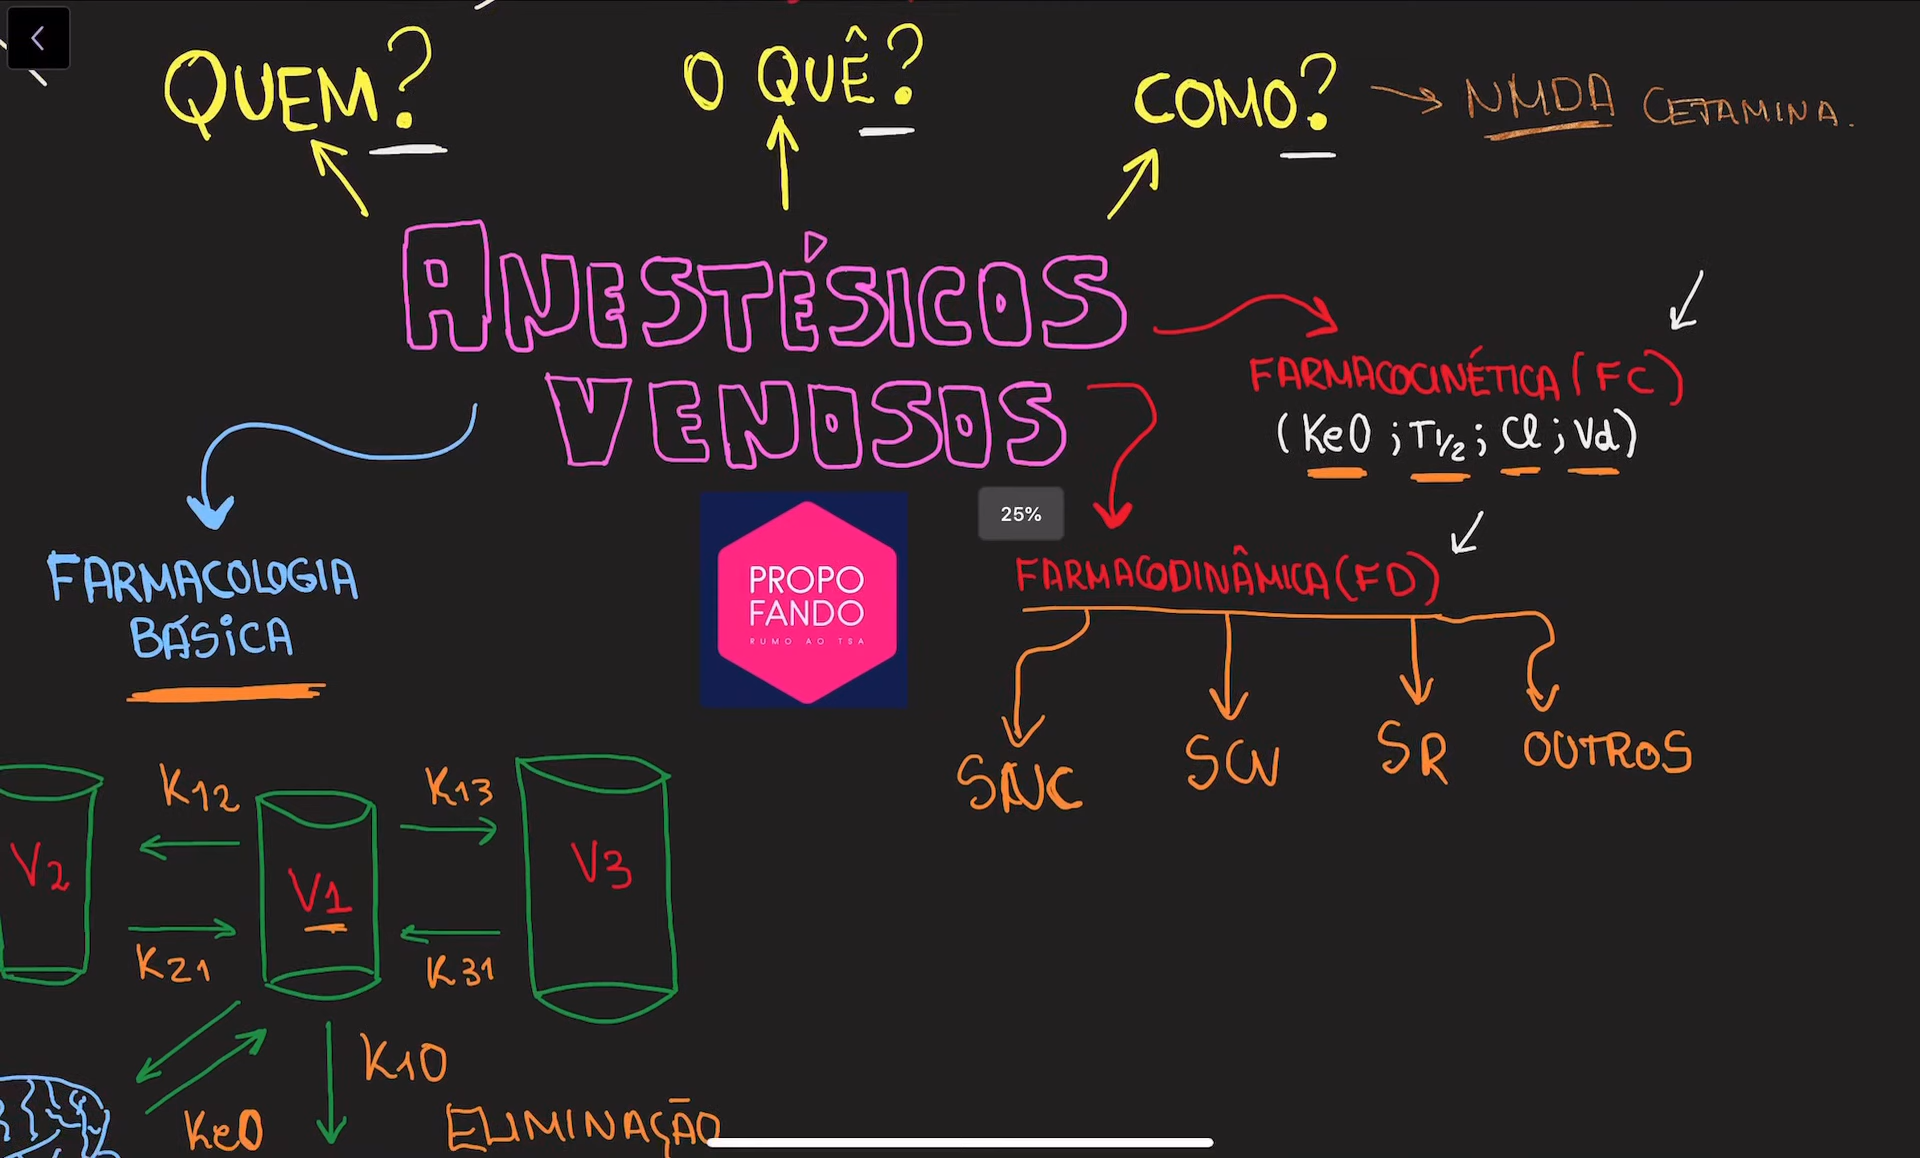 QUEM?
O QUÊ?
COMO?
NMDA CETAMINA.
ANESTÉSICOS
VENOSOS
FARMACOCINÉTICA (FC)
(Ke0 ; T1/2 ; Cl ; Vd)
25%
FARMACODINÂMICA (FD)
SNC
SCV
SR
OUTROS
PROPO
FANDO
RUMO AO TSA
FARMACOLOGIA
BÁSICA
K12
K13
V2
V1
V3
K21
K31
K10
Ke0
ELIMINAÇÃO